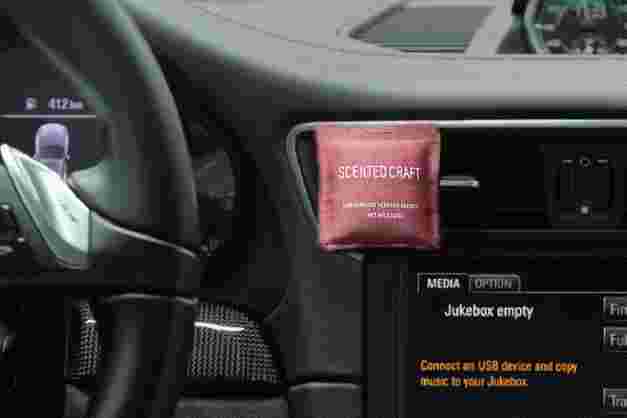 412 km
SCENTED CRAFT
MEDIA
OPTION
Jukebox empty
Connect an USB device and copy
music to your Jukebox.